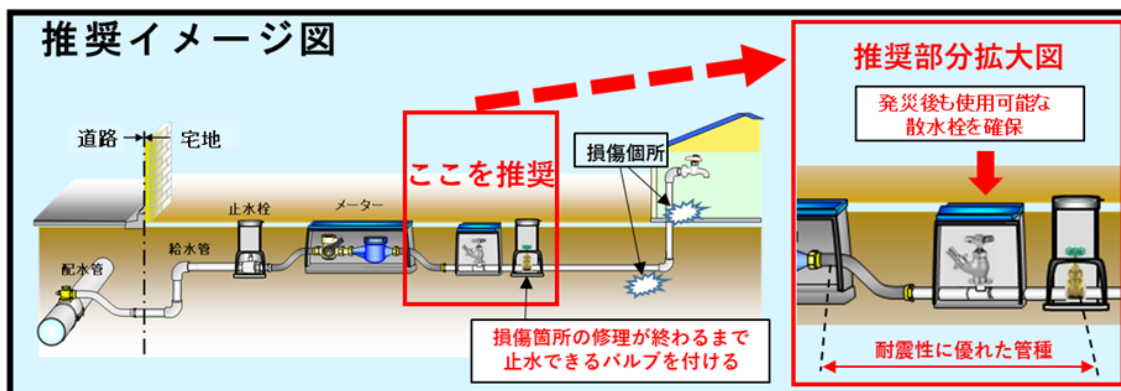 推奨イメージ図
道路
宅地
配水管
給水管
止水栓
メーター
ここを推奨
損傷個所
損傷箇所の修理が終わるまで
止水できるバルブを付ける
推奨部分拡大図
発災後も使用可能な
散水栓を確保
耐震性に優れた管種